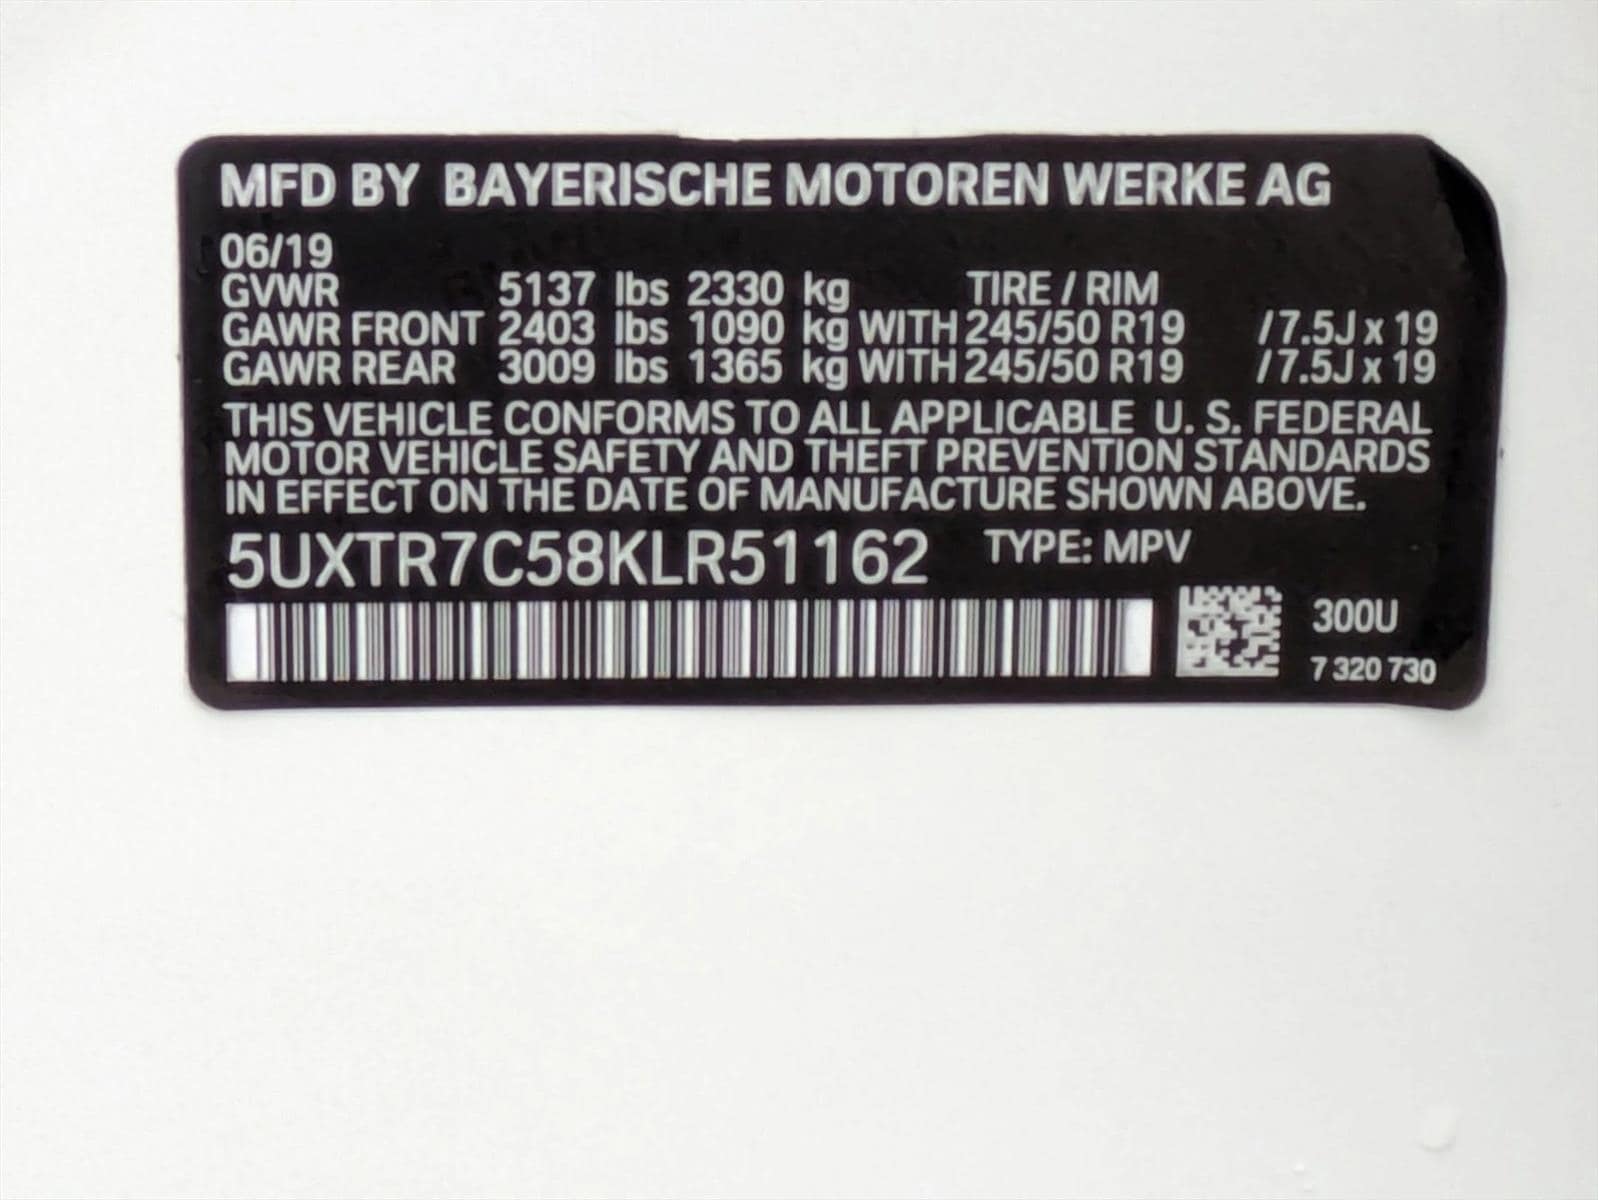 MFD BY BAYERISCHE MOTOREN WERKE AG
06/19
GVWR 5137 lbs 2330 kg TIRE / RIM
GAWR FRONT 2403 lbs 1090 kg WITH 245/50 R19 /7.5J x 19
GAWR REAR 3009 lbs 1365 kg WITH 245/50 R19 /7.5J x 19
THIS VEHICLE CONFORMS TO ALL APPLICABLE U. S. FEDERAL
MOTOR VEHICLE SAFETY AND THEFT PREVENTION STANDARDS
IN EFFECT ON THE DATE OF MANUFACTURE SHOWN ABOVE.
5UXTR7C58KLR51162 TYPE: MPV
300U
7 320 730